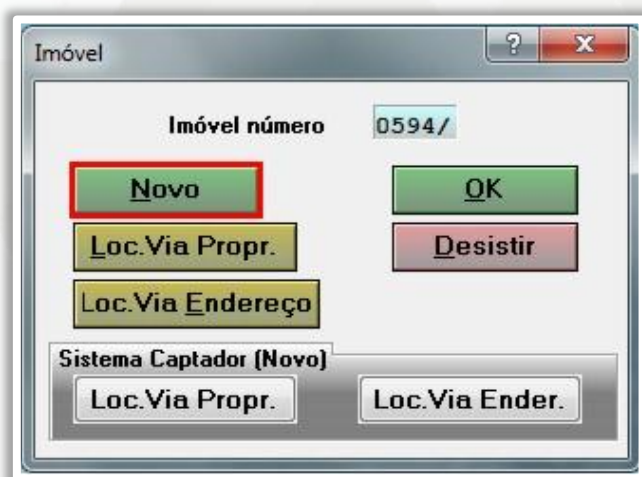 Imóvel
?
X
Imóvel número 0594/
Novo
OK
Loc.Via Propr.
Desistir
Loc.Via Endereço
Sistema Captador (Novo)
Loc.Via Propr.
Loc.Via Ender.